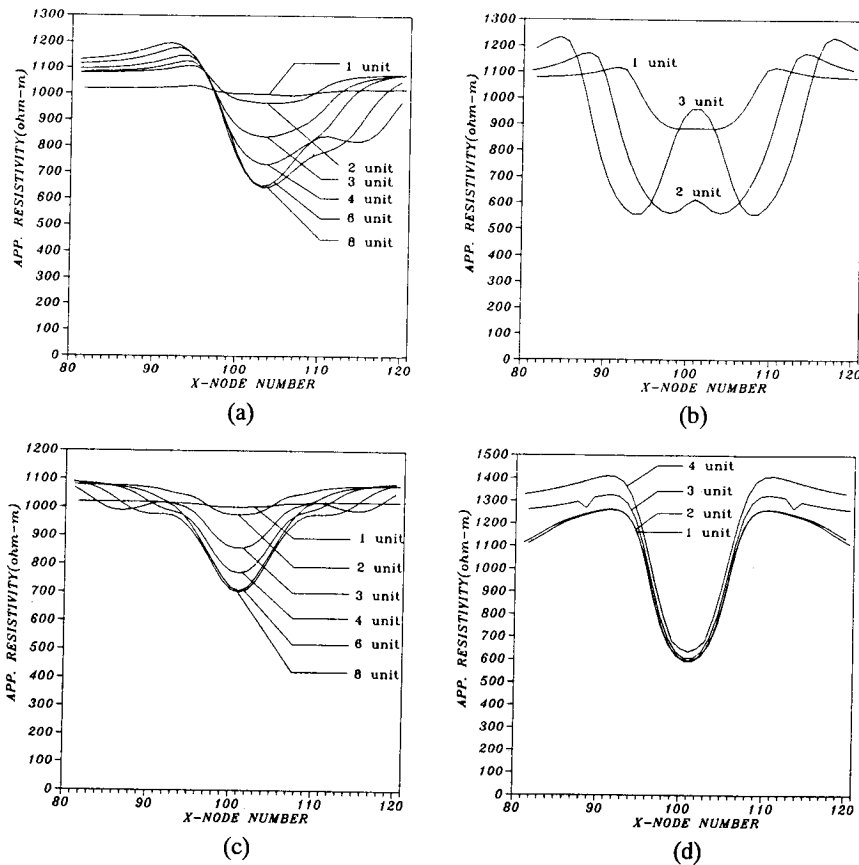 APP. RESISTIVITY(ohm-m)
1300
1200
1100
1000
900
800
700
600
500
400
300
200
100
0
80
90
100
110
120
X-NODE NUMBER
1 unit
2 unit
3 unit
4 unit
6 unit
8 unit
(a)
APP. RESISTIVITY(ohm-m)
1300
1200
1100
1000
900
800
700
600
500
400
300
200
100
0
80
90
100
110
120
X-NODE NUMBER
1 unit
3 unit
2 unit
(b)
APP. RESISTIVITY(ohm-m)
1200
1100
1000
900
800
700
600
500
400
300
200
100
0
80
90
100
110
120
X-NODE NUMBER
1 unit
2 unit
3 unit
4 unit
6 unit
8 unit
(c)
APP. RESISTIVITY(ohm-m)
1500
1400
1300
1200
1100
1000
900
800
700
600
500
400
300
200
100
0
80
90
100
110
120
X-NODE NUMBER
4 unit
3 unit
2 unit
1 unit
(d)